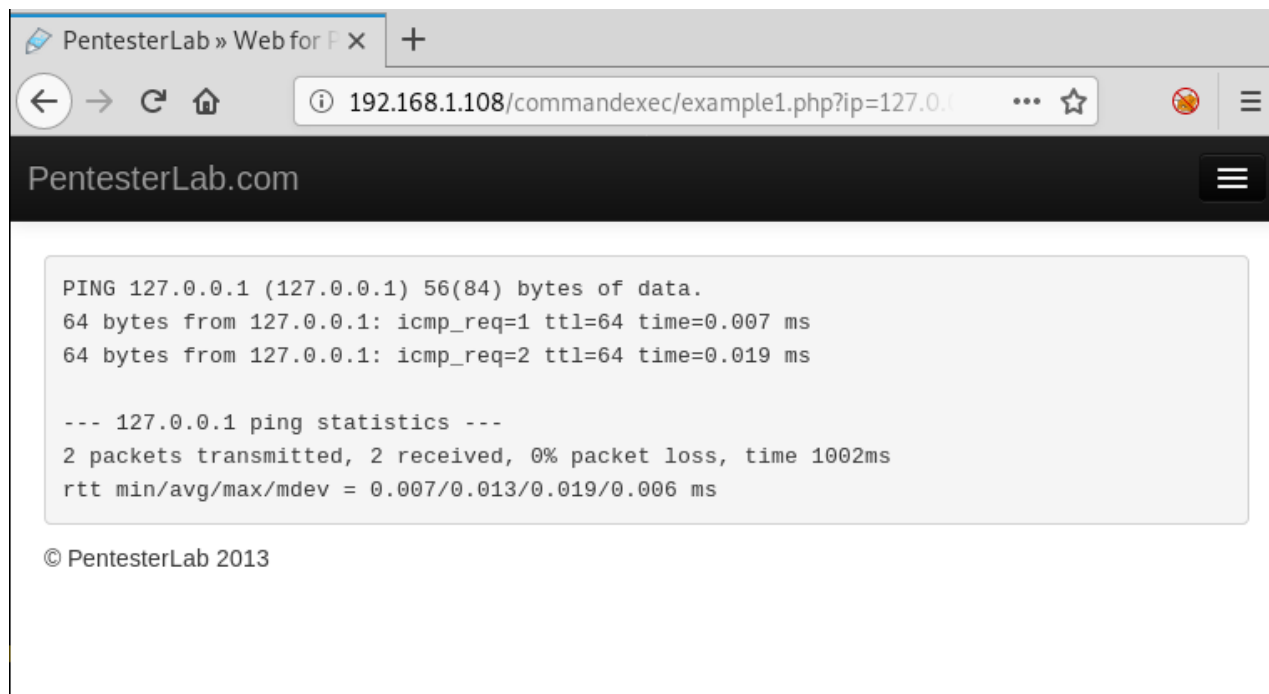 PentesterLab » Web for P
192.168.1.108/commandexec/example1.php?ip=127.0.
PentesterLab.com
PING 127.0.0.1 (127.0.0.1) 56(84) bytes of data.
64 bytes from 127.0.0.1: icmp_req=1 ttl=64 time=0.007 ms
64 bytes from 127.0.0.1: icmp_req=2 ttl=64 time=0.019 ms
--- 127.0.0.1 ping statistics ---
2 packets transmitted, 2 received, 0% packet loss, time 1002ms
rtt min/avg/max/mdev = 0.007/0.013/0.019/0.006 ms
© PentesterLab 2013